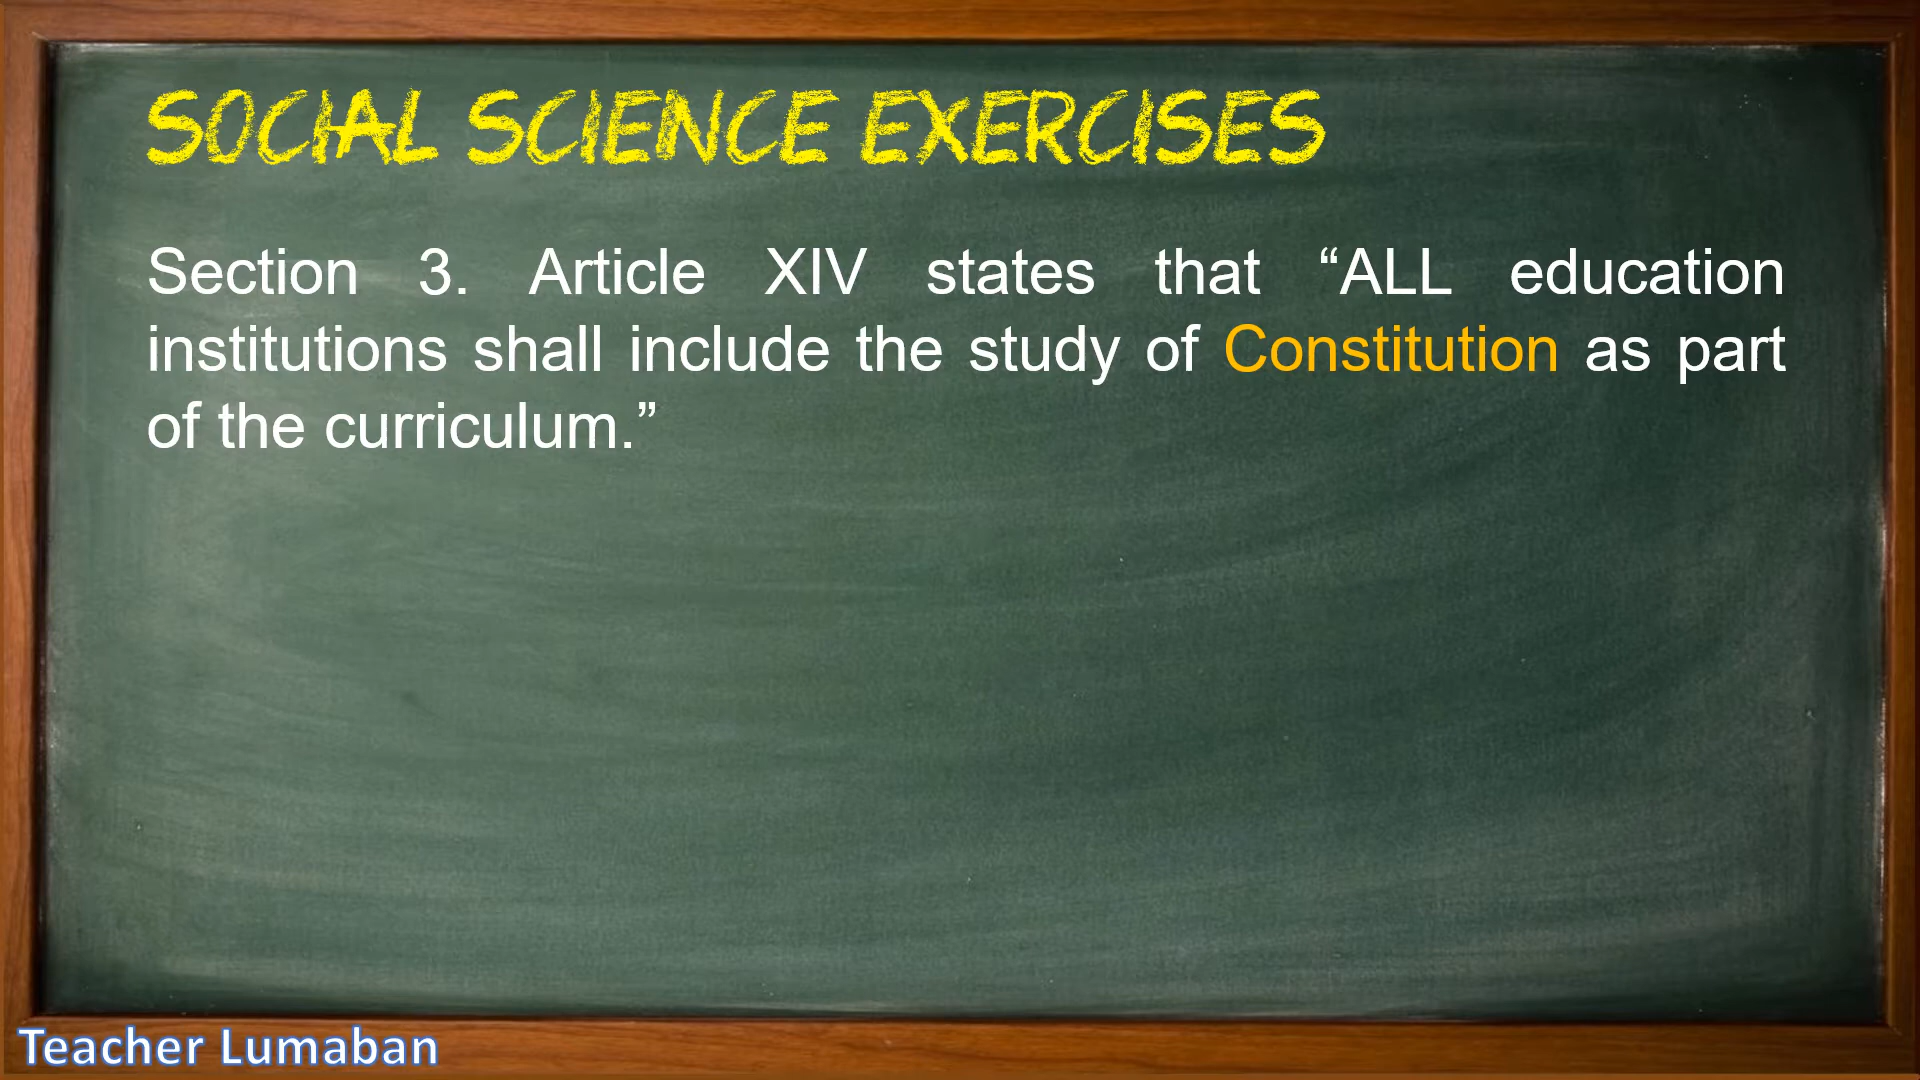 SOCIAL SCIENCE EXERCISES
Section 3. Article XIV states that “ALL education
institutions shall include the study of Constitution as part
of the curriculum.”
Teacher Lumaban